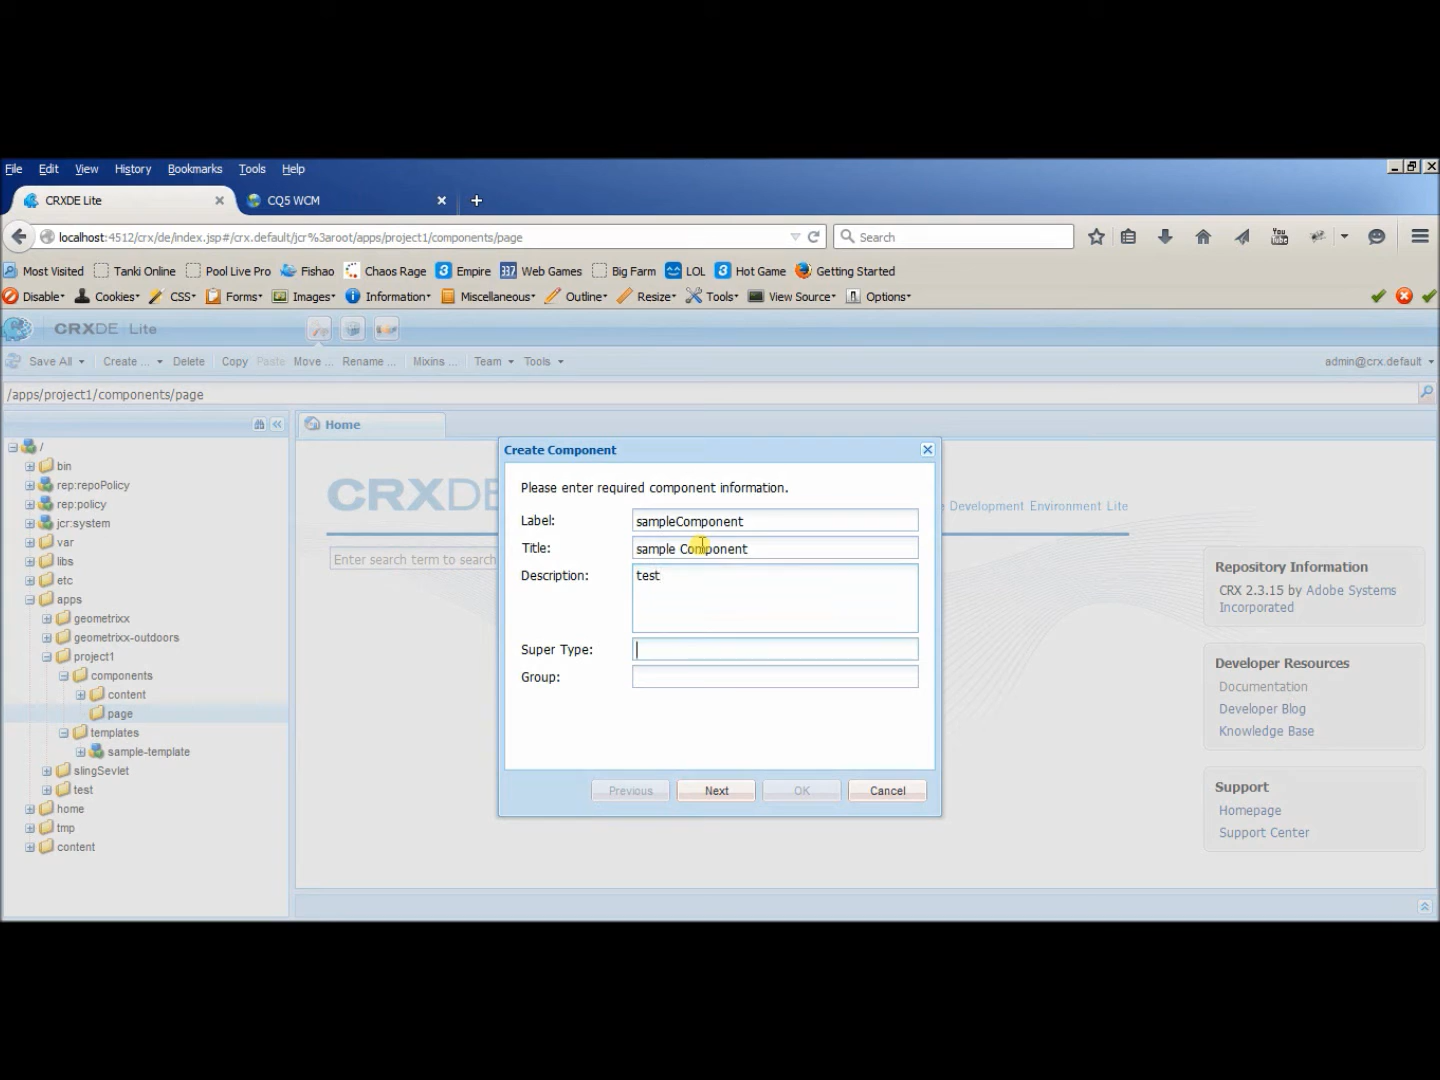 File Edit View History Bookmarks Tools Help
CRXDE Lite CQ5 WCM
localhost:4512/crx/de/index.jsp#/crx.default/jcr%3aroot/apps/project1/components/page Search
Most Visited Tanki Online Pool Live Pro Fishao Chaos Rage Empire Web Games Big Farm LOL Hot Game Getting Started
Disable Cookies CSS Forms Images Information Miscellaneous Outline Resize Tools View Source Options
CRXDE Lite
Save All Create ... Delete Copy Paste Move ... Rename ... Mixins ... Team Tools admin@crx.default
/apps/project1/components/page
Home
/
bin
rep:repoPolicy
rep:policy
jcr:system
var
libs
etc
apps
geometrixx
geometrixx-outdoors
project1
components
content
page
templates
sample-template
slingSevlet
test
home
tmp
content
CRXDE
Development Environment Lite
Enter search term to search
Create Component
Please enter required component information.
Label: sampleComponent
Title: sample Component
Description: test
Super Type:
Group:
Previous Next OK Cancel
Repository Information
CRX 2.3.15 by Adobe Systems
Incorporated
Developer Resources
Documentation
Developer Blog
Knowledge Base
Support
Homepage
Support Center